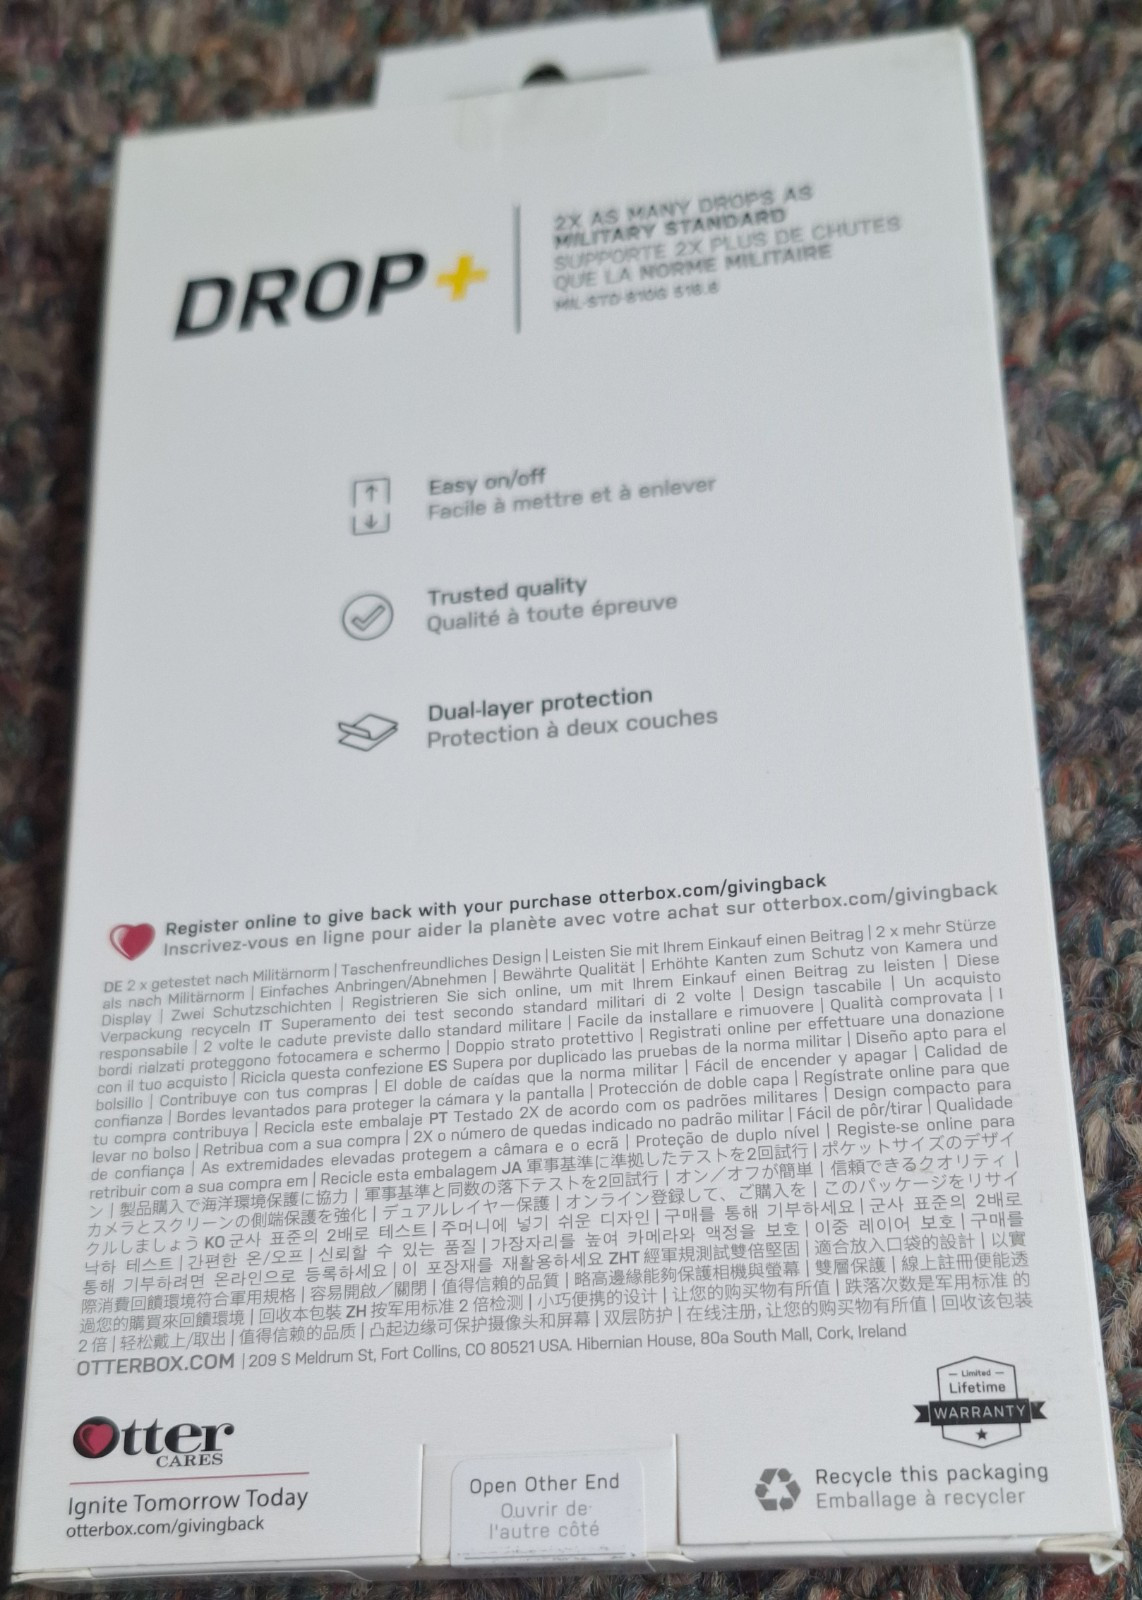 DROP+
2X AS MANY DROPS AS
MILITARY STANDARD
SUPPORTE 2X PLUS DE CHUTES
QUE LA NORME MILITAIRE
MIL-STD-810G 516.6
Easy on/off
Facile à mettre et à enlever
Trusted quality
Qualité à toute épreuve
Dual-layer protection
Protection à deux couches
Register online to give back with your purchase otterbox.com/givingback
Inscrivez-vous en ligne pour aider la planète avec votre achat sur otterbox.com/givingback
DE 2 x getestet nach Militärnorm | Taschenfreundliches Design | Leisten Sie mit Ihrem Einkauf einen Beitrag | 2 x mehr Stürze
als nach Militärnorm | Einfaches Anbringen/Abnehmen | Bewährte Qualität | Erhöhte Kanten zum Schutz von Kamera und
Display | Zwei Schutzschichten | Registrieren Sie sich online, um mit Ihrem Einkauf einen Beitrag zu leisten | Diese
Verpackung recyceln IT Superamento dei test secondo standard militari di 2 volte | Design tascabile | Un acquisto
responsabile | 2 volte le cadute previste dallo standard militare | Facile da installare e rimuovere | Qualità comprovata | I
bordi rialzati proteggono fotocamera e schermo | Doppio strato protettivo | Registrati online per effettuare una donazione
con il tuo acquisto | Ricicla questa confezione ES Supera por duplicado las pruebas de la norma militar | Diseño apto para el
bolsillo | Contribuye con tus compras | El doble de caídas que la norma militar | Fácil de encender y apagar | Calidad de
confianza | Bordes levantados para proteger la cámara y la pantalla | Protección de doble capa | Regístrate online para que
tu compra contribuya | Recicla este embalaje PT Testado 2X de acordo com os padrões militares | Design compacto para
levar no bolso | Retribua com a sua compra | 2X o número de quedas indicado no padrão militar | Fácil de pôr/tirar | Qualidade
de confiança | As extremidades elevadas protegem a câmara e o ecrã | Proteção de duplo nível | Registe-se online para
retribuir com a sua compra em | Recicle esta embalagem JA 軍事基準に準拠したテストを2回試行 | ポケットサイズのデザイ
ン | 製品購入で海洋環境保護に協力 | 軍事基準と同数の落下テストを2回試行 | オン／オフが簡単 | 信頼できるクオリティ |
カメラとスクリーンの側端保護を強化 | デュアルレイヤー保護 | オンライン登録して、ご購入を | このパッケージをリサイ
クルしましょう KO 군사 표준의 2배로 테스트 | 주머니에 넣기 쉬운 디자인 | 구매를 통해 기부하세요 | 군사 표준의 2배로
낙하 테스트 | 간편한 온/오프 | 신뢰할 수 있는 품질 | 가장자리를 높여 카메라와 액정을 보호 | 이중 레이어 보호 | 구매를
통해 기부하려면 온라인으로 등록하세요 | 이 포장재를 재활용하세요 ZHT 經軍規測試雙倍堅固 | 適合放入口袋的設計 | 以實
際消費回饋環境符合軍用規格 | 容易開啟／關閉 | 值得信賴的品質 | 略高邊緣能夠保護相機與螢幕 | 雙層保護 | 線上註冊便能透
過您的購買來回饋環境 | 回收本包裝 ZH 按军用标准 2 倍检测 | 小巧便携的设计 | 让您的购买物有所值 | 跌落次数是军用标准 的
2 倍 | 轻松戴上/取出 | 值得信赖的品质 | 凸起边缘可保护摄像头和屏幕 | 双层防护 | 在线注册, 让您的购买物有所值 | 回收该包装
OTTERBOX.COM | 209 S Meldrum St, Fort Collins, CO 80521 USA. Hibernian House, 80a South Mall, Cork, Ireland
Limited
Lifetime
WARRANTY
Otter
CARES
Ignite Tomorrow Today
otterbox.com/givingback
Open Other End
Ouvrir de
l'autre côté
Recycle this packaging
Emballage à recycler